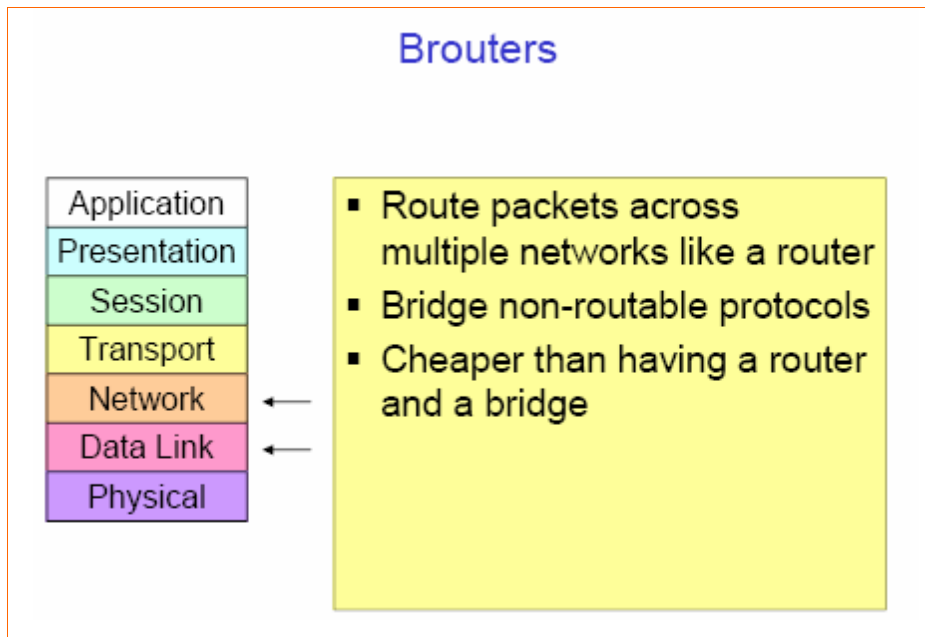 Brouters
Application
Presentation
Session
Transport
Network
Data Link
Physical
▪ Route packets across
multiple networks like a router
▪ Bridge non-routable protocols
▪ Cheaper than having a router
and a bridge